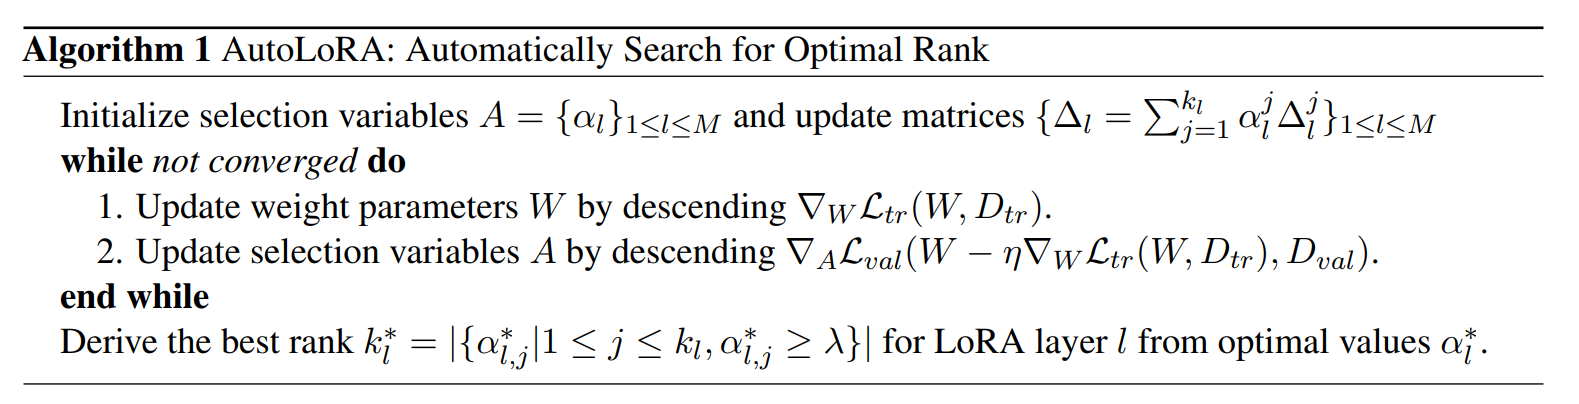 Algorithm 1 AutoLoRA: Automatically Search for Optimal Rank
Initialize selection variables $A = \{\alpha_l\}_{1 \leq l \leq M}$ and update matrices $\{\Delta_l = \sum_{j=1}^{k_l} \alpha_l^j \Delta_l^j\}_{1 \leq l \leq M}$
while not converged do
1. Update weight parameters $W$ by descending $\nabla_W \mathcal{L}_{tr}(W, D_{tr})$.
2. Update selection variables $A$ by descending $\nabla_A \mathcal{L}_{val}(W - \eta \nabla_W \mathcal{L}_{tr}(W, D_{tr}), D_{val})$.
end while
Derive the best rank $k_l^* = |\{\alpha_{l,j}^* | 1 \leq j \leq k_l, \alpha_{l,j}^* \geq \lambda\}|$ for LoRA layer $l$ from optimal values $\alpha_l^*$.